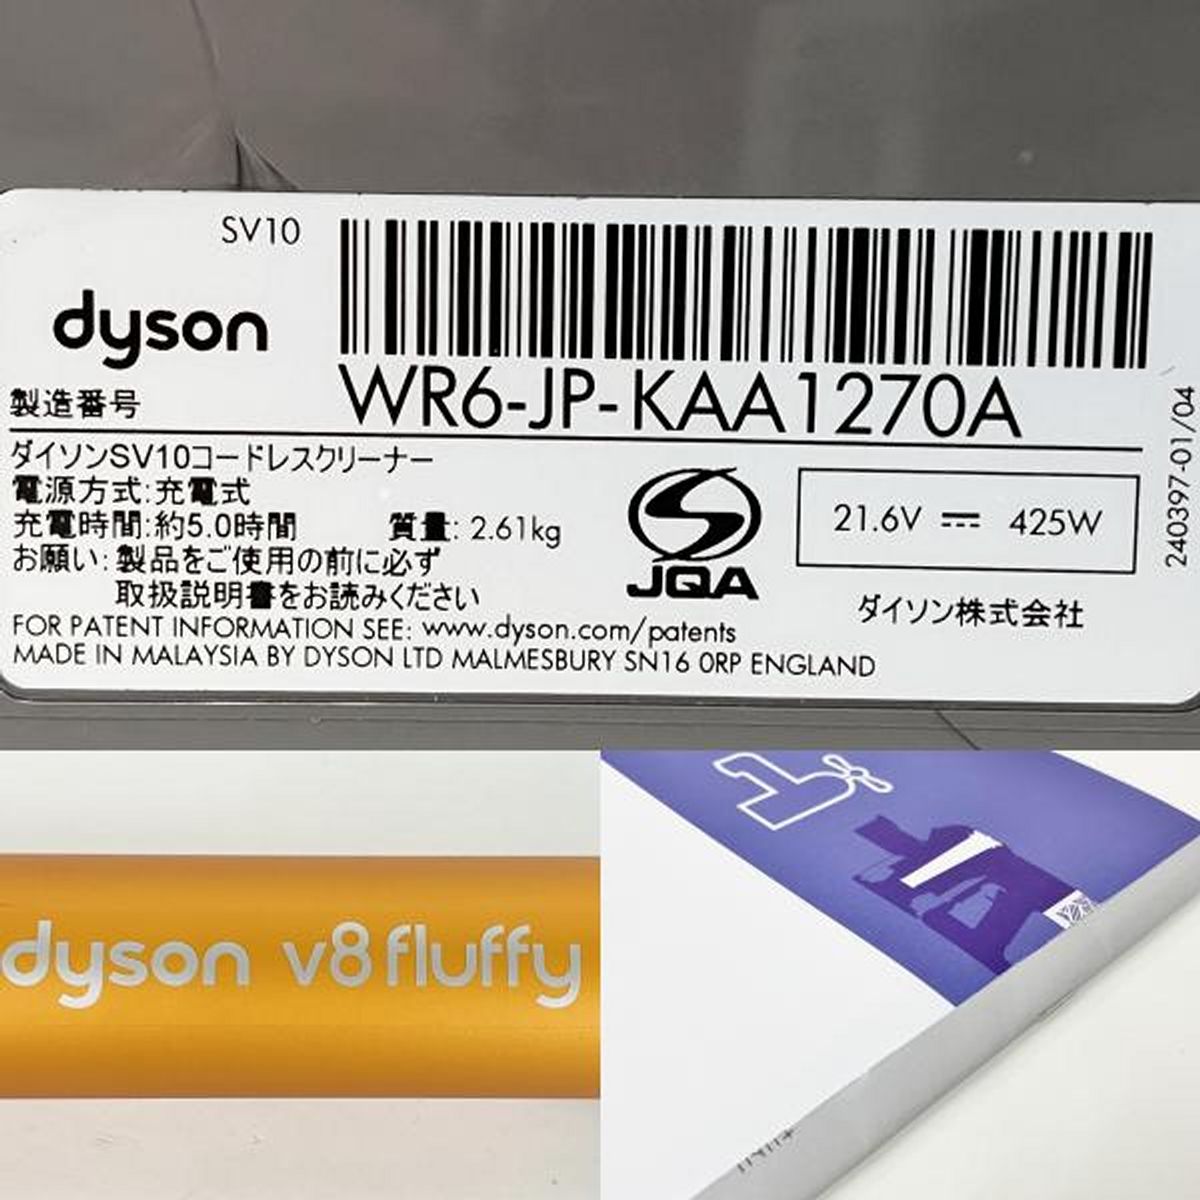 SV10
dyson
製造番号
WR6-JP-KAA1270A
ダイソンSV10コードレスクリーナー
電源方式:充電式
充電時間:約5.0時間 質量: 2.61kg
お願い: 製品をご使用の前に必ず
取扱説明書をお読みください
FOR PATENT INFORMATION SEE: www.dyson.com/patents
MADE IN MALAYSIA BY DYSON LTD MALMESBURY SN16 0RP ENGLAND
JQA
21.6V ⎓ 425W
ダイソン株式会社
240397-01/04
dyson v8 fluffy